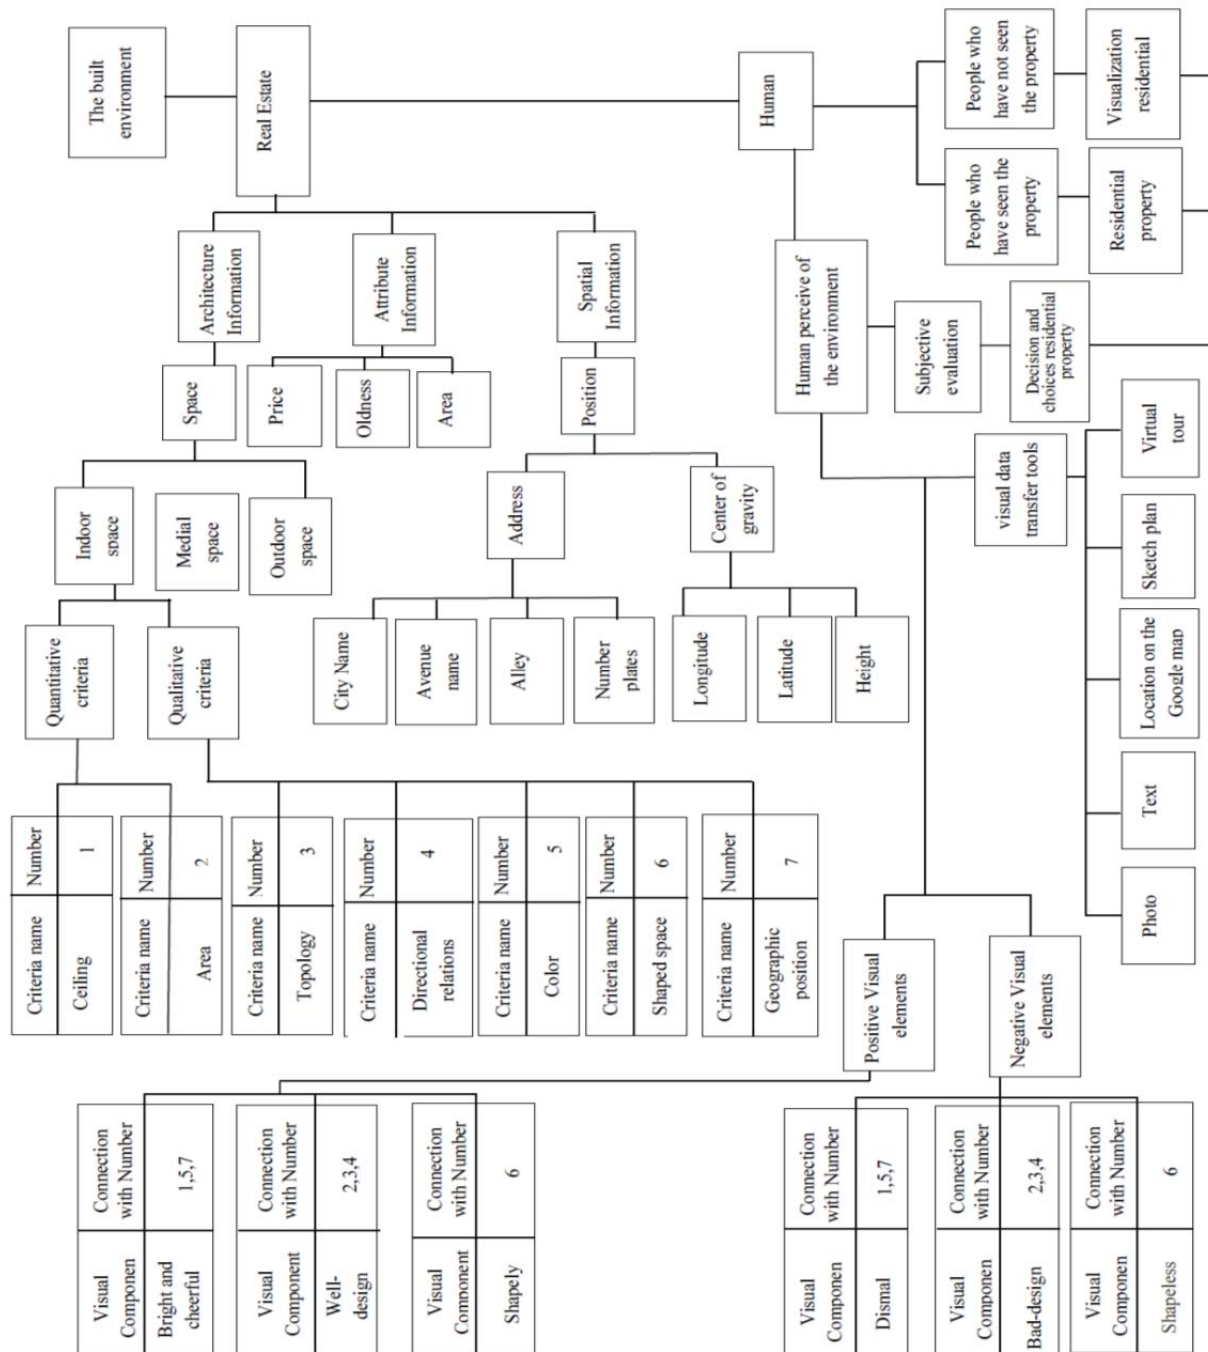 The built
environment
Real Estate
Human
People who
have not seen
the property
Visualization
residential
People who
have seen the
property
Residential
property
Architecture
Information
Attribute
Information
Spatial
Information
Human perceive of
the environment
Subjective
evaluation
Decision and
choices residential
property
Space
Price
Oldness
Area
Position
visual data
transfer tools
Virtual
tour
Sketch plan
Location on the
Google map
Text
Photo
Indoor
space
Medial
space
Outdoor
space
Address
Center of
gravity
Quantitative
criteria
Qualitative
criteria
City Name
Avenue
name
Alley
Number
plates
Longitude
Latitude
Height
Criteria name
Number
Ceiling
1
Criteria name
Number
Area
2
Criteria name
Number
Topology
3
Criteria name
Number
Directional
relations
4
Criteria name
Number
Color
5
Criteria name
Number
Shaped space
6
Criteria name
Number
Geographic
position
7
Positive Visual
elements
Negative Visual
elements
Visual
Componen
Connection
with Number
Bright and
cheerful
1,5,7
Visual
Component
Connection
with Number
Well-
design
2,3,4
Visual
Component
Connection
with Number
Shapely
6
Visual
Componen
Connection
with Number
Dismal
1,5,7
Visual
Componen
Connection
with Number
Bad-design
2,3,4
Visual
Componen
Connection
with Number
Shapeless
6